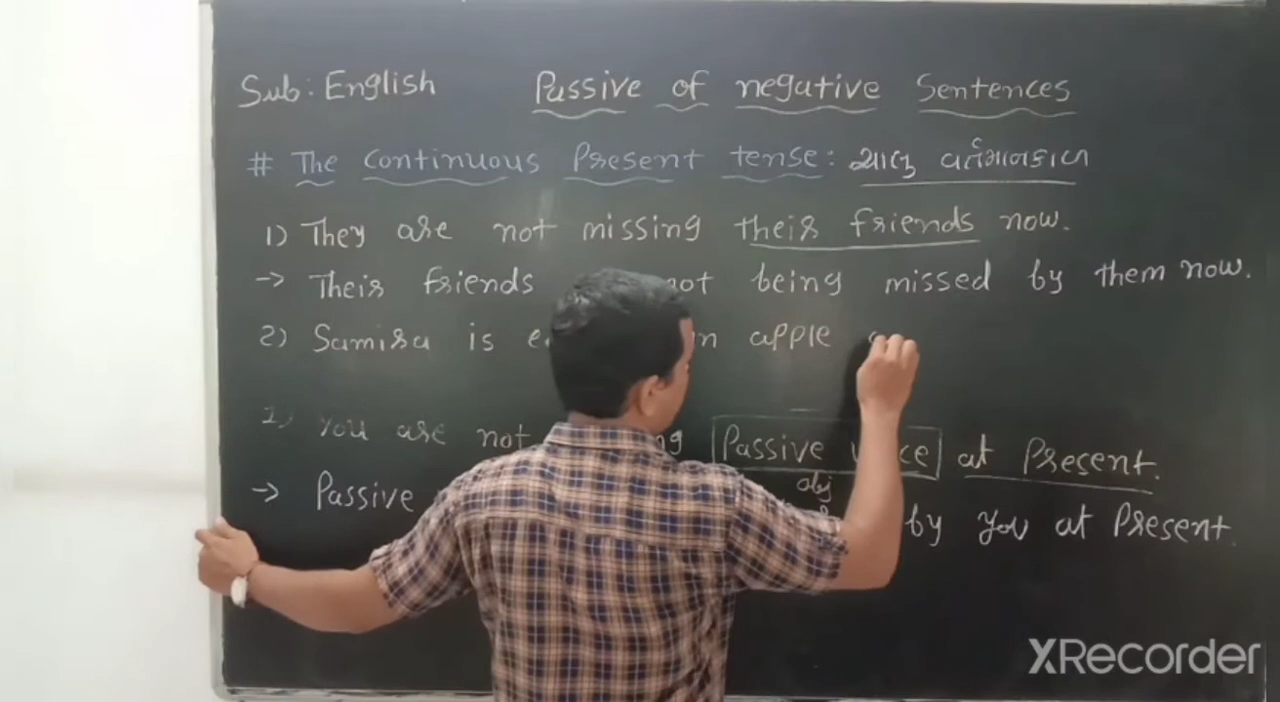 Sub: English Passive of negative Sentences
# The Continuous Present tense: ચાલુ વર્તમાનકાળ
1) They are not missing their friends now.
-> Their friends not being missed by them now.
2) Samira is apple
1) You are not Passive at Present.
obj
-> Passive by you at Present.
XRecorder